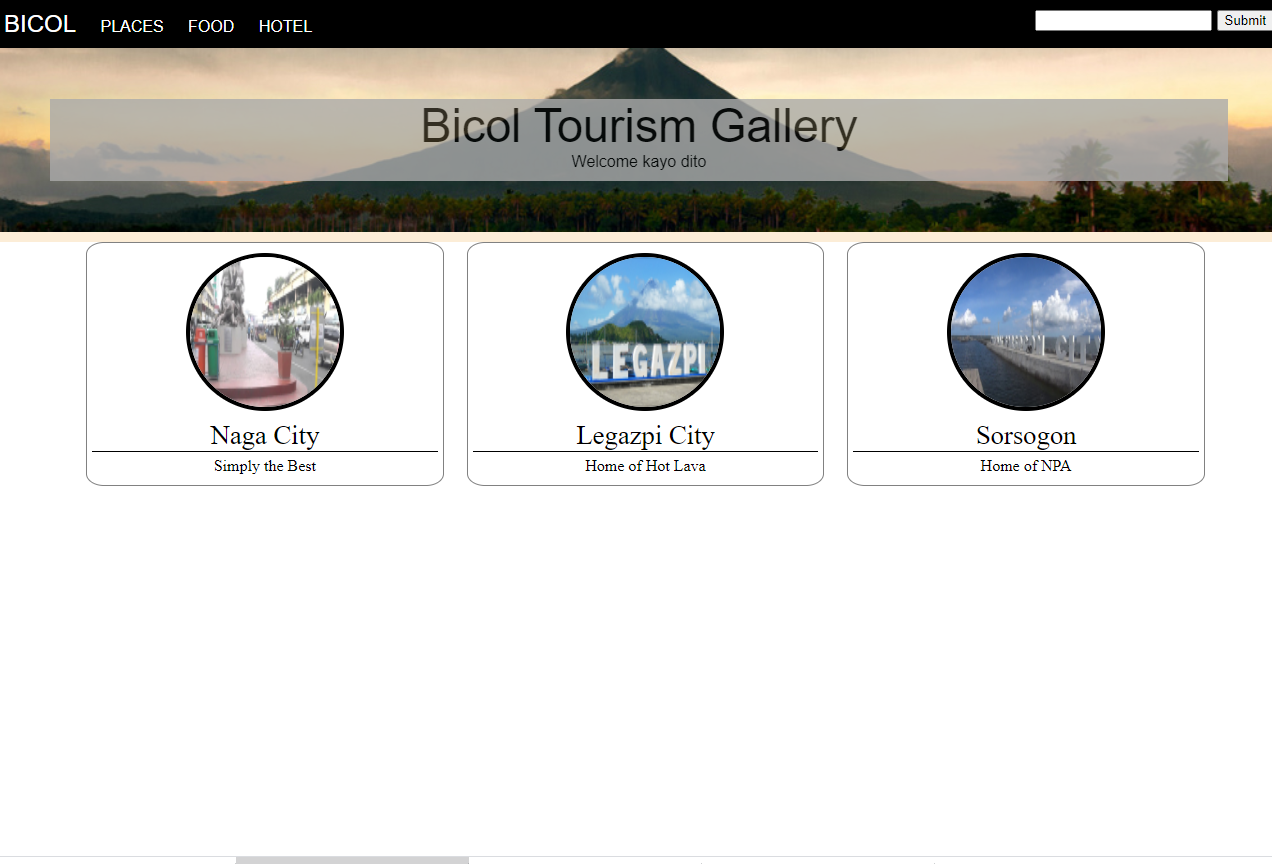 BICOL PLACES FOOD HOTEL Submit
Bicol Tourism Gallery
Welcome kayo dito
LEGAZPI
Naga City Legazpi City Sorsogon
Simply the Best Home of Hot Lava Home of NPA